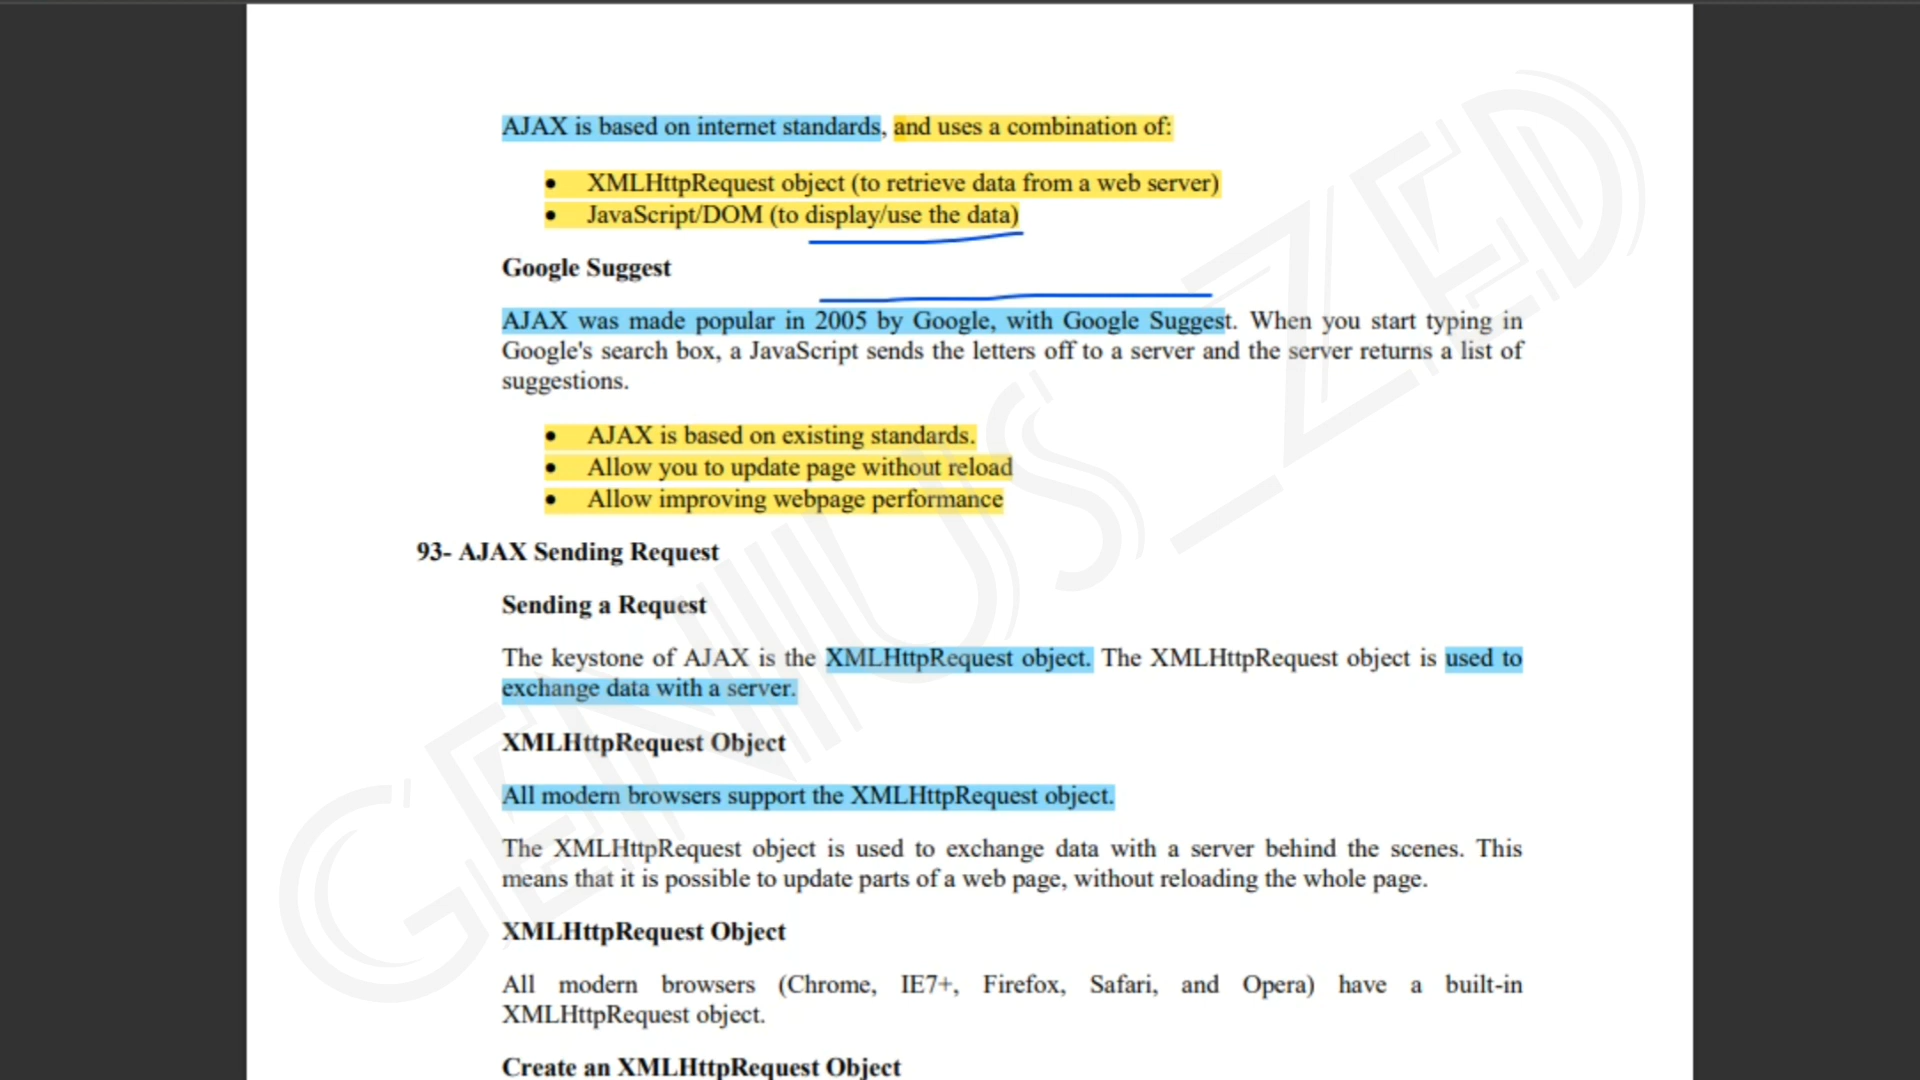 AJAX is based on internet standards, and uses a combination of:
• XMLHttpRequest object (to retrieve data from a web server)
• JavaScript/DOM (to display/use the data)
Google Suggest
AJAX was made popular in 2005 by Google, with Google Suggest. When you start typing in
Google's search box, a JavaScript sends the letters off to a server and the server returns a list of
suggestions.
• AJAX is based on existing standards.
• Allow you to update page without reload
• Allow improving webpage performance
93- AJAX Sending Request
Sending a Request
The keystone of AJAX is the XMLHttpRequest object. The XMLHttpRequest object is used to
exchange data with a server.
XMLHttpRequest Object
All modern browsers support the XMLHttpRequest object.
The XMLHttpRequest object is used to exchange data with a server behind the scenes. This
means that it is possible to update parts of a web page, without reloading the whole page.
XMLHttpRequest Object
All modern browsers (Chrome, IE7+, Firefox, Safari, and Opera) have a built-in
XMLHttpRequest object.
Create an XMLHttpRequest Object
GENIUS_ZED